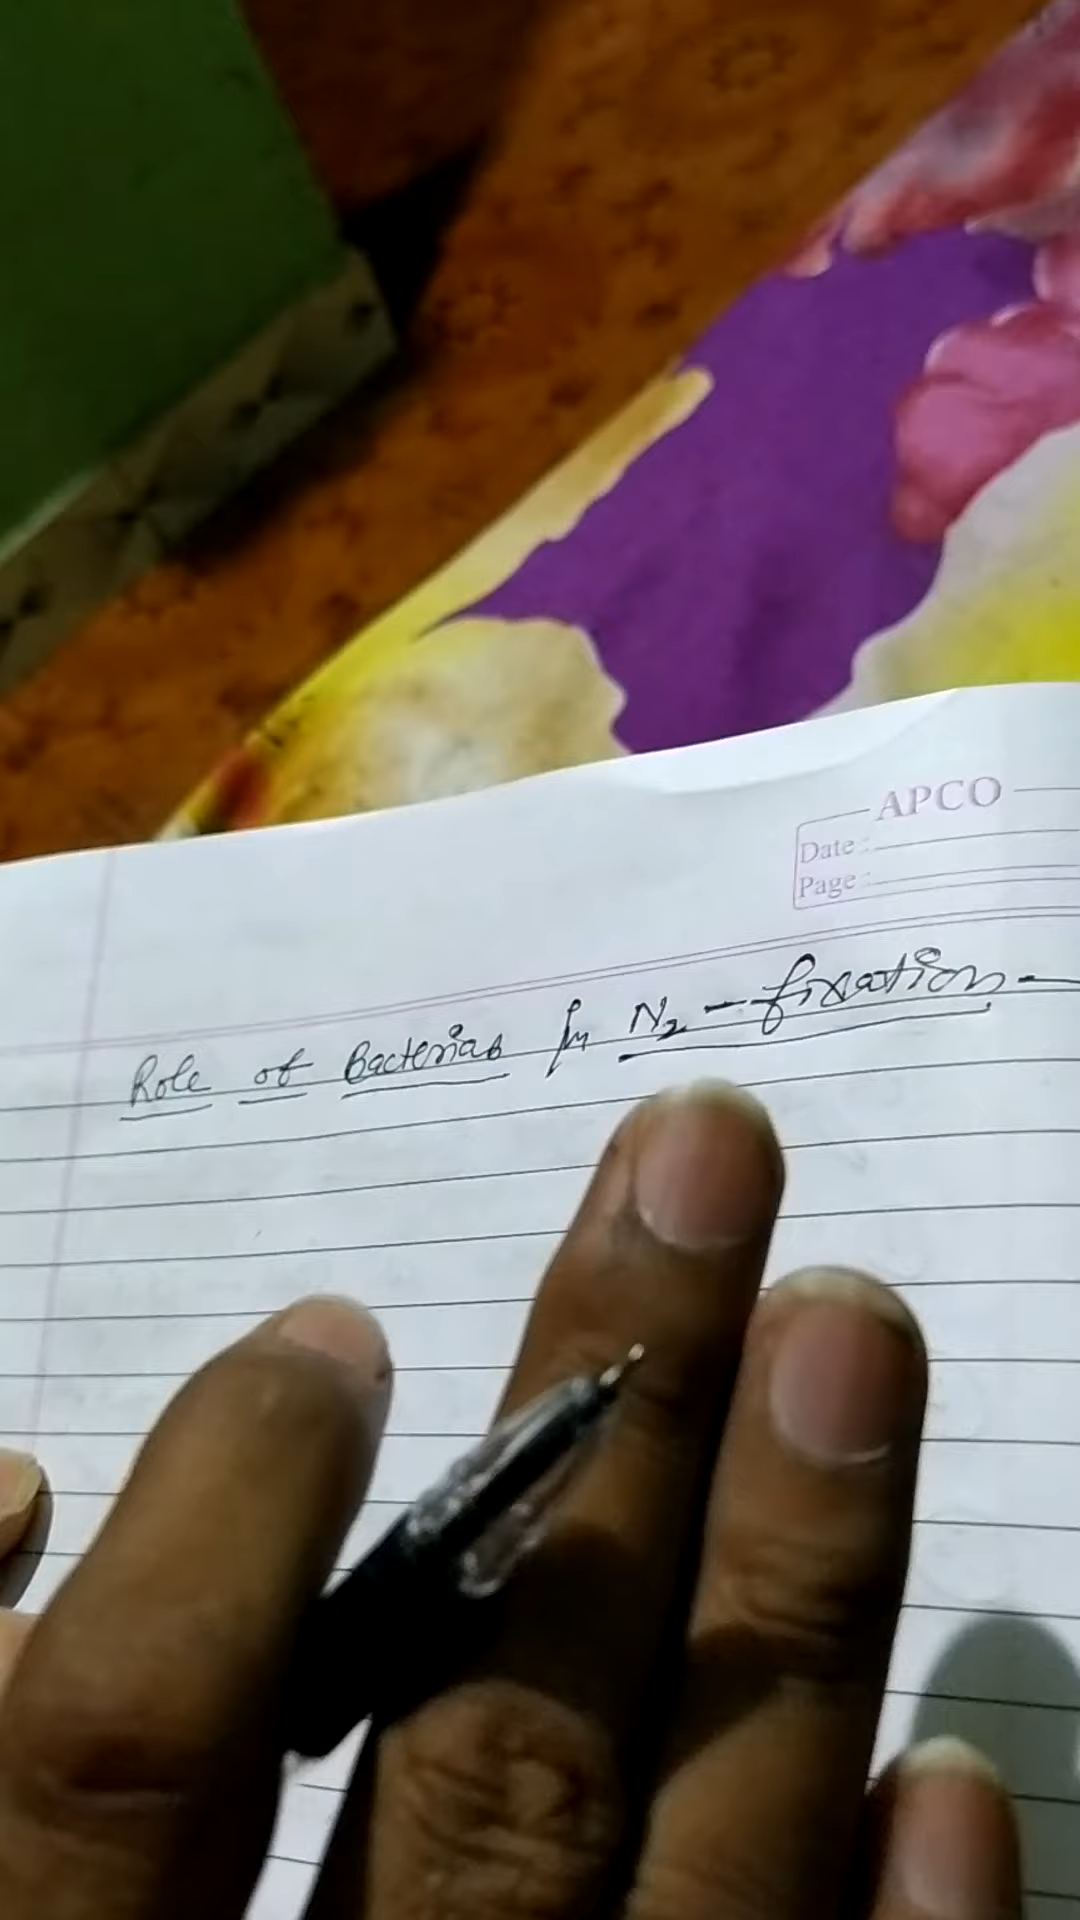 APCO
Date :
Page :
Role of Bacterias In N₂ - fixation -